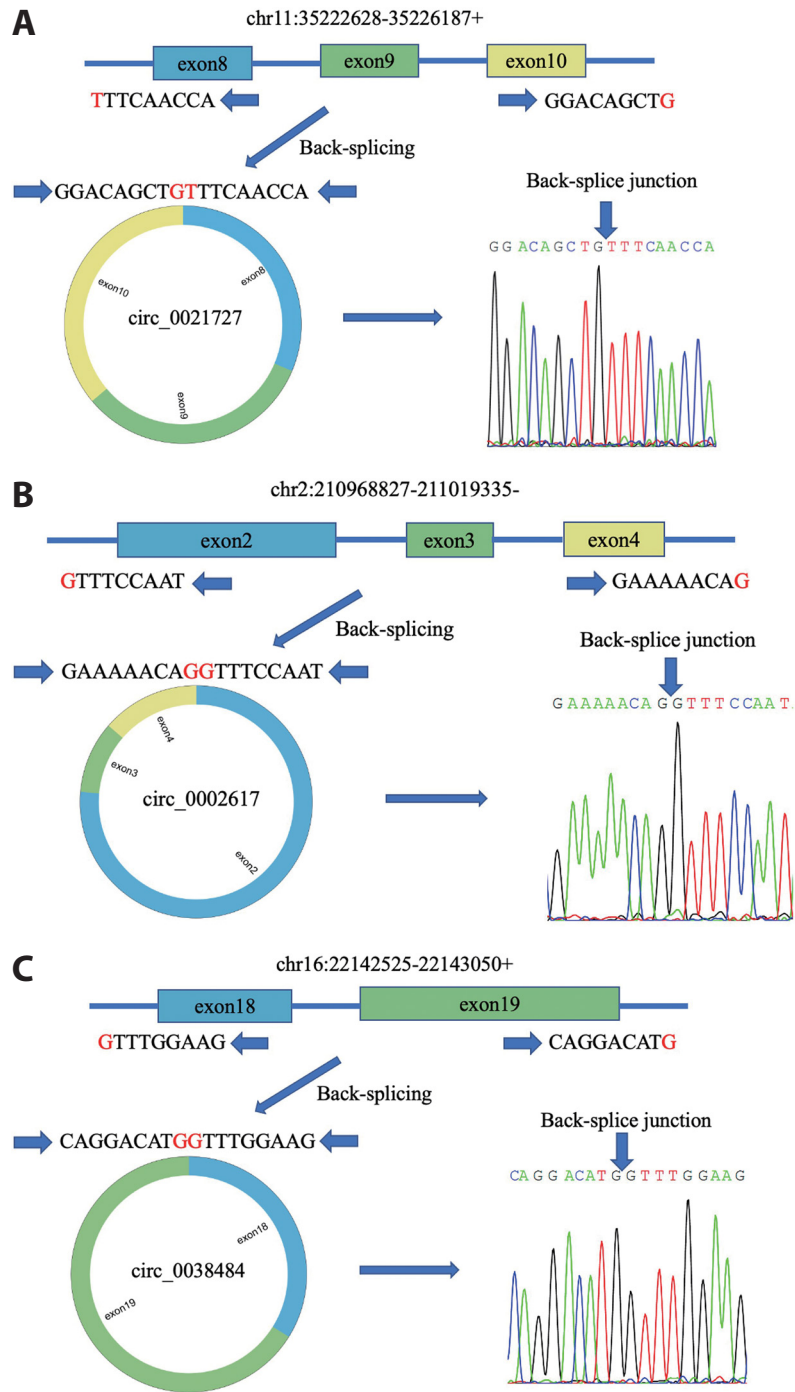 A
chr11:35222628-35226187+
exon8
exon9
exon10
TTTCAACCA
GGACAGCTG
Back-splicing
GGACAGCTGTTTCAACCA
Back-splice junction
GGACAGCTGTTTCAACCA
exon10
exon8
circ_0021727
exon9
B
chr2:210968827-211019335-
exon2
exon3
exon4
GTTTCCAAT
GAAAAACAG
Back-splicing
GAAAAACAGGTTTCCAAT
Back-splice junction
GAAAAACAGGTTTCCAAT
exon4
exon3
circ_0002617
exon2
C
chr16:22142525-22143050+
exon18
exon19
GTTTGGAAG
CAGGACATG
Back-splicing
CAGGACATGGTTTGGAAG
Back-splice junction
CAGGACATGGTTTGGAAG
exon18
circ_0038484
exon19